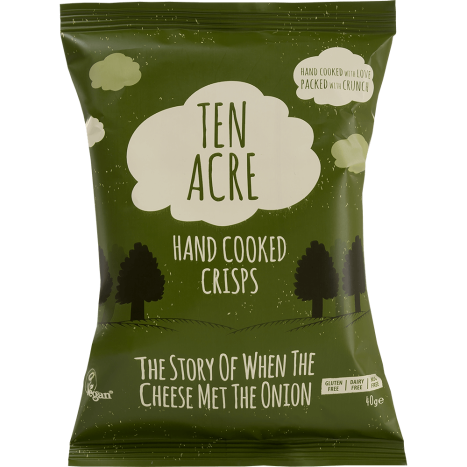 HAND COOKED WITH LOVE
PACKED WITH CRUNCH
TEN
ACRE
HAND COOKED
CRISPS
THE STORY OF WHEN THE
CHEESE MET THE ONION
GLUTEN FREE
DAIRY FREE
FREE
Vegan
40g e